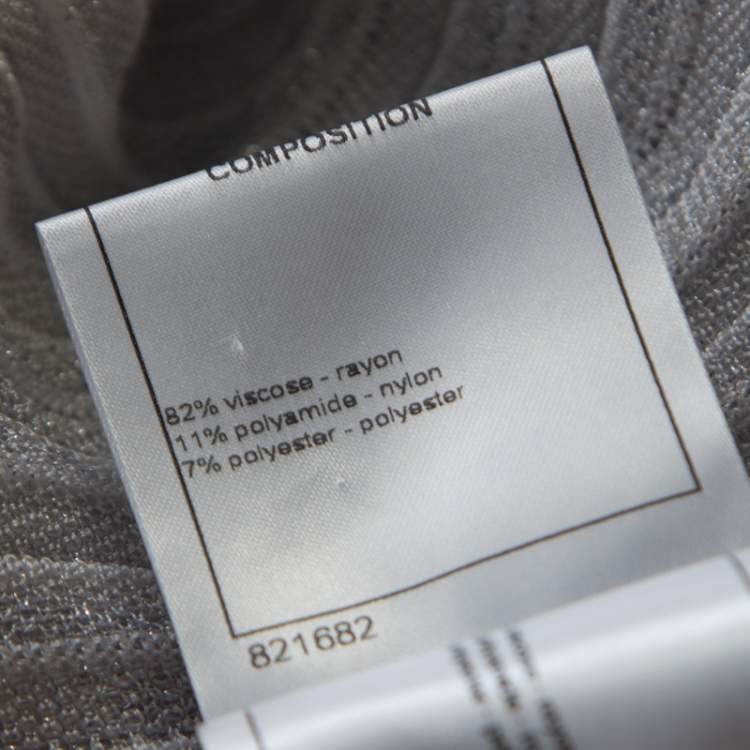 COMPOSITION
82% viscose - rayon
11% polyamide - nylon
7% polyester - polyester
821682